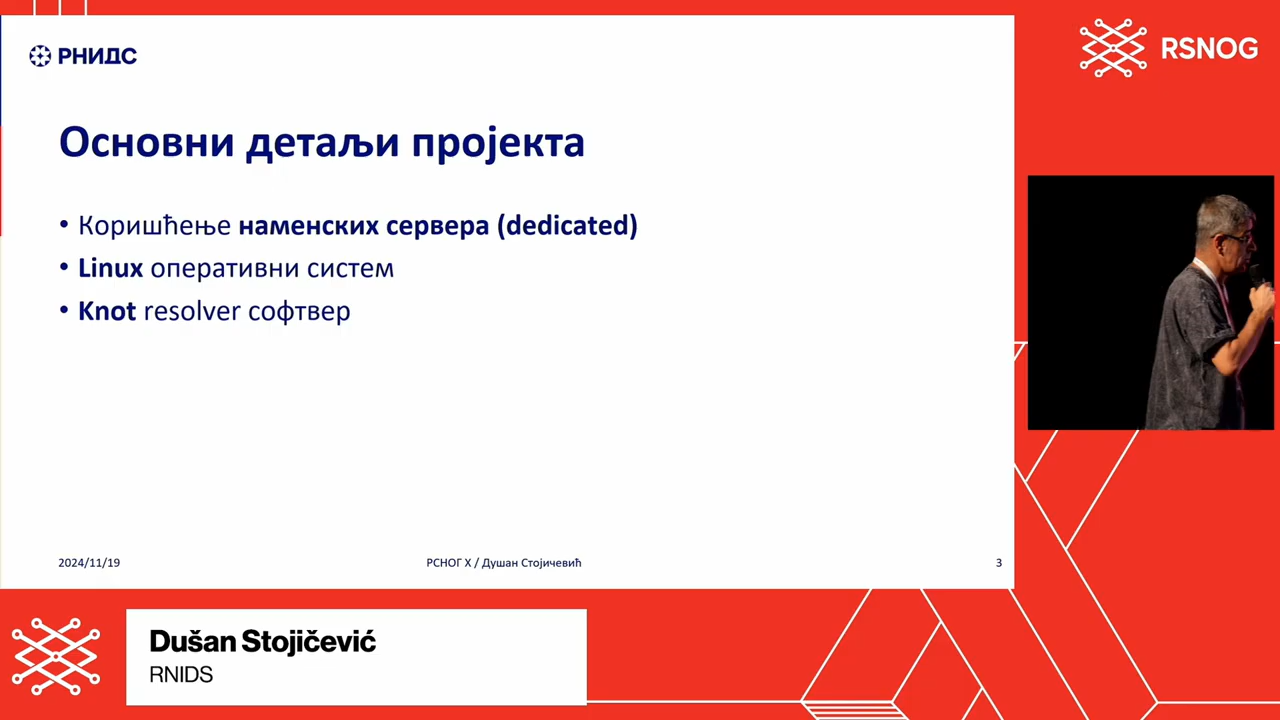 РНИДС
RSNOG
Основни детаљи пројекта
• Коришћење наменских сервера (dedicated)
• Linux оперативни систем
• Knot resolver софтвер
2024/11/19
РСНОГ X / Душан Стојичевић
3
Dušan Stojičević
RNIDS